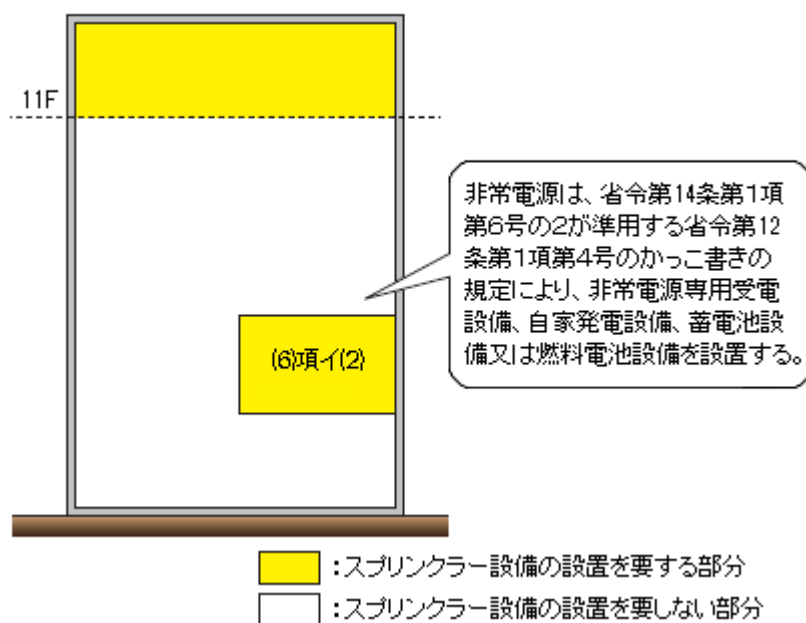 11F
非常電源は、省令第14条第1項
第6号の2が準用する省令第12
条第1項第4号のかっこ書きの
規定により、非常電源専用受電
設備、自家発電設備、蓄電池設
備又は燃料電池設備を設置する。
(6)項イ(2)
:スプリンクラー設備の設置を要する部分
:スプリンクラー設備の設置を要しない部分